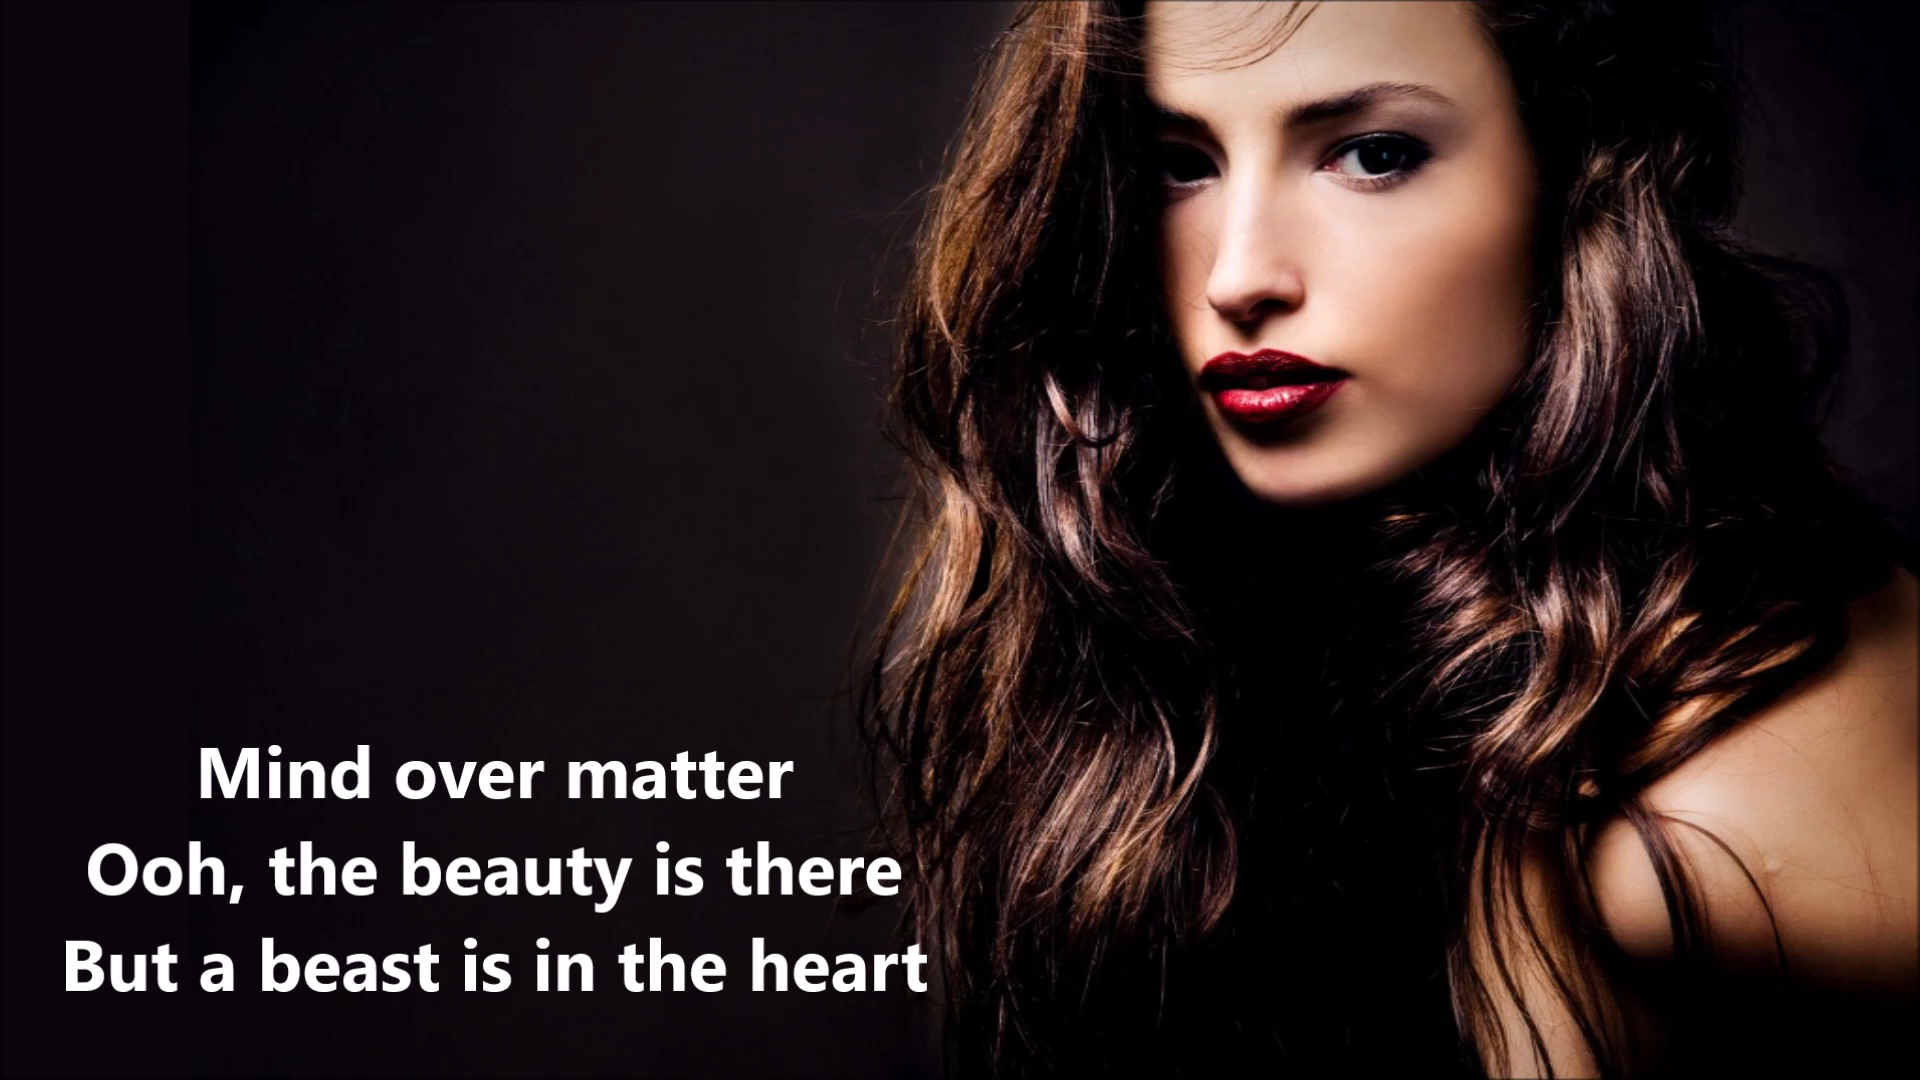 Mind over matter
Ooh, the beauty is there
But a beast is in the heart